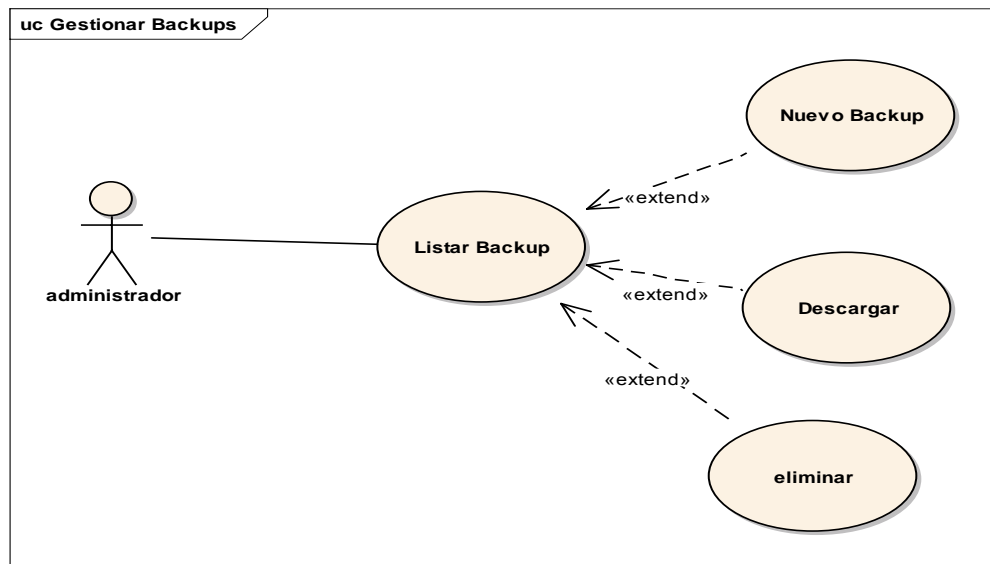 uc Gestionar Backups
Nuevo Backup
«extend»
Listar Backup
administrador
«extend»
Descargar
«extend»
eliminar